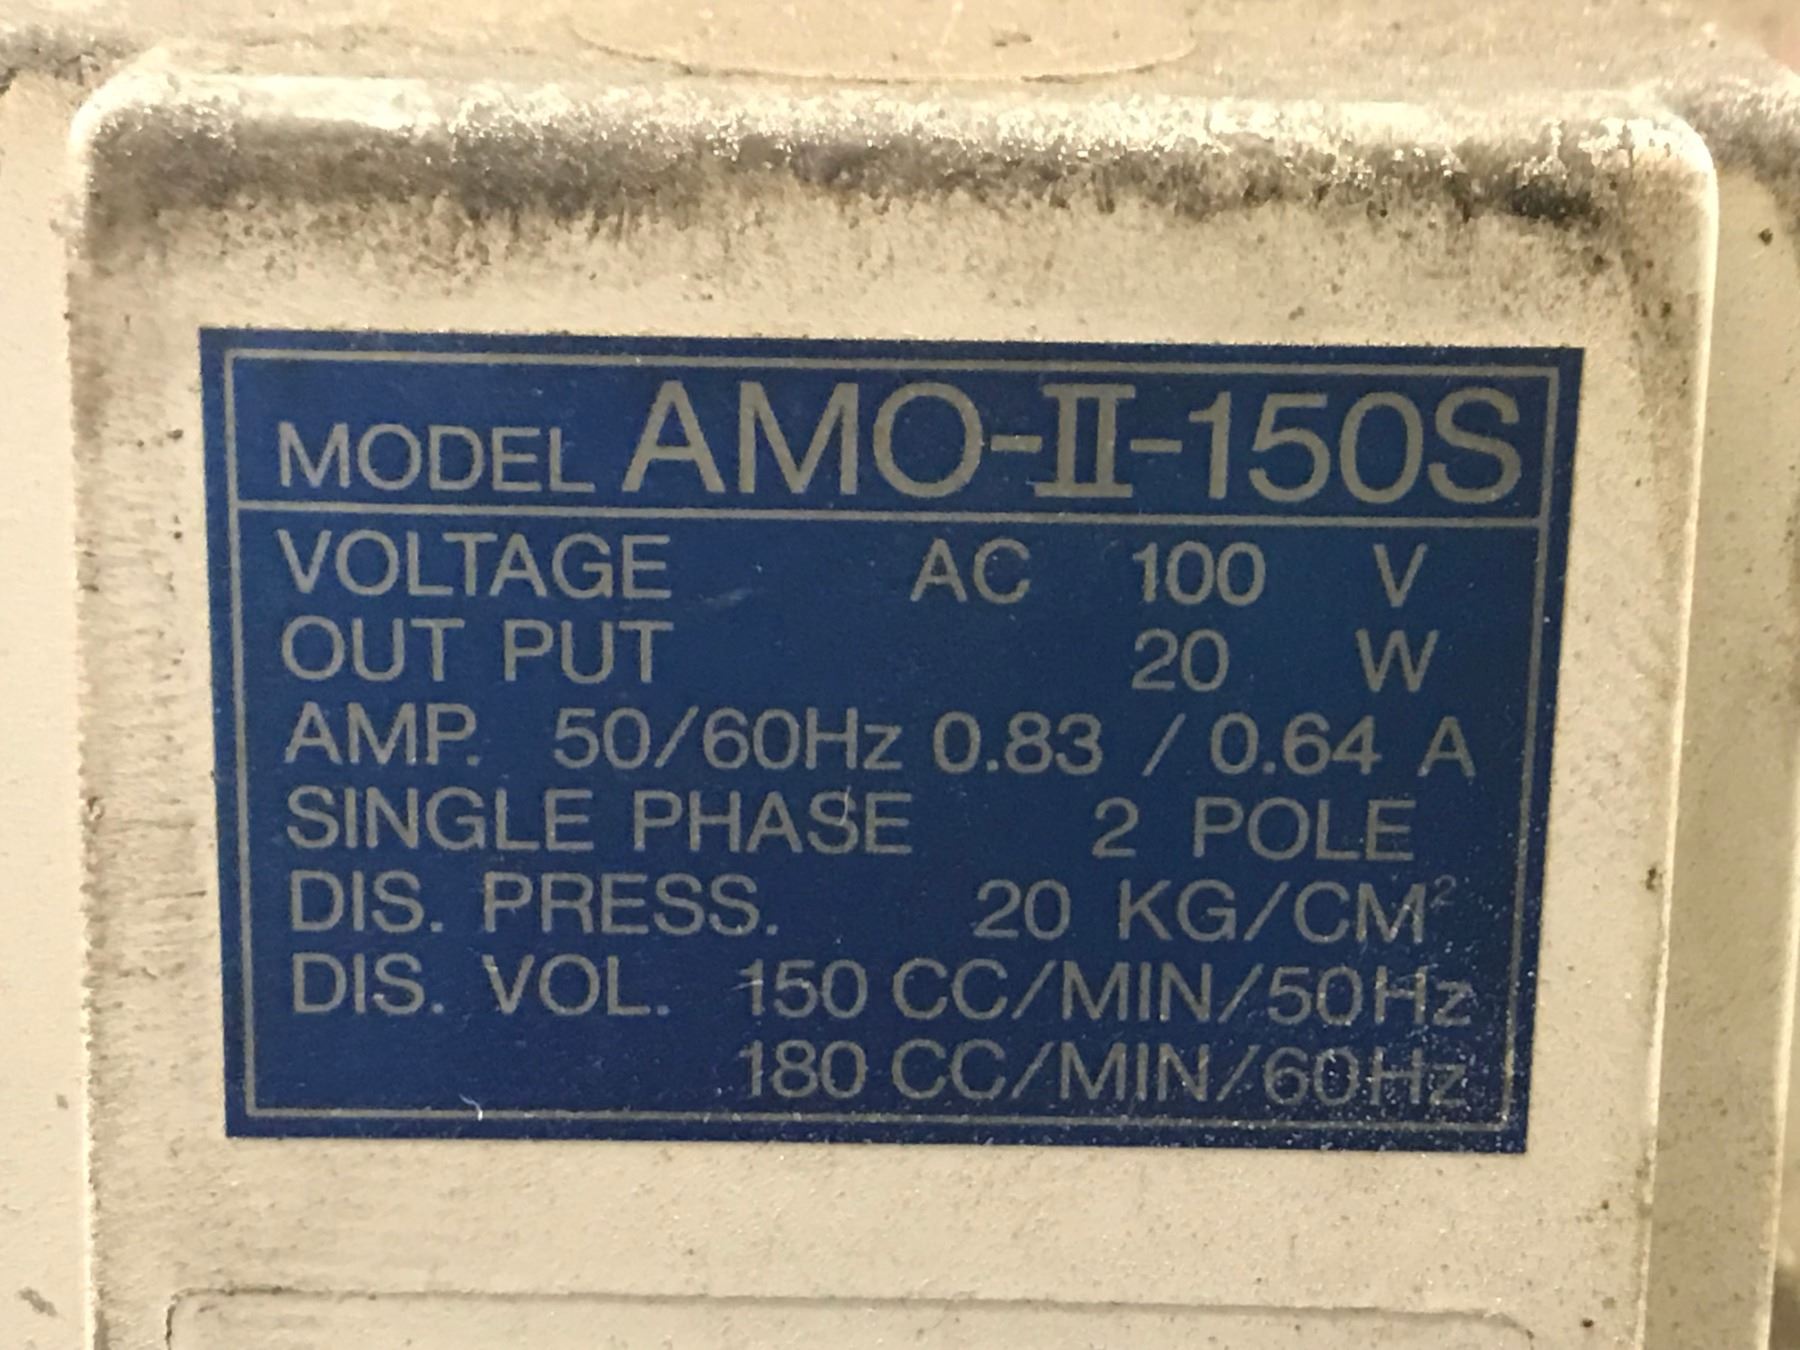 MODEL AMO-II-150S
VOLTAGE AC 100 V
OUT PUT 20 W
AMP. 50/60Hz 0.83 / 0.64 A
SINGLE PHASE 2 POLE
DIS. PRESS. 20 KG/CM²
DIS. VOL. 150 CC/MIN/50Hz
180 CC/MIN/60Hz